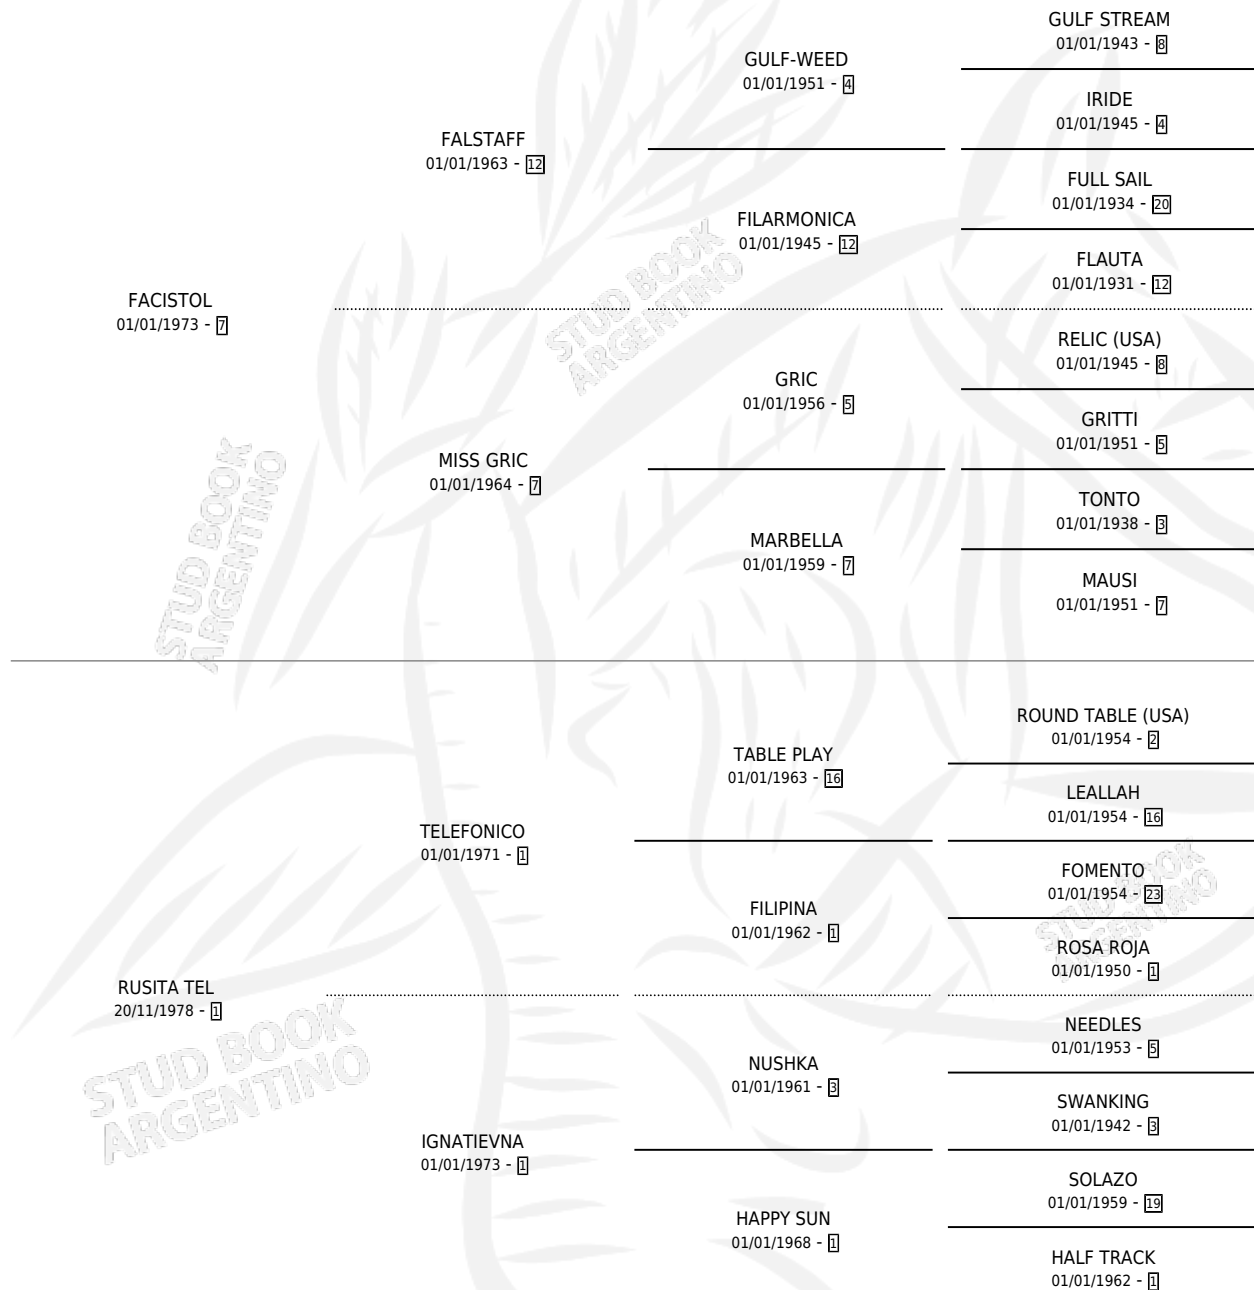 GULF STREAM
01/01/1943 - 8
GULF-WEED
01/01/1951 - 4
IRIDE
01/01/1945 - 4
FALSTAFF
01/01/1963 - 12
FULL SAIL
01/01/1934 - 20
FILARMONICA
01/01/1945 - 12
FLAUTA
01/01/1931 - 12
FACISTOL
01/01/1973 - 7
STUD BOOK
ARGENTINO
RELIC (USA)
01/01/1945 - 8
GRIC
01/01/1956 - 5
GRITTI
01/01/1951 - 5
MISS GRIC
01/01/1964 - 7
TONTO
01/01/1938 - 3
MARBELLA
01/01/1959 - 7
MAUSI
01/01/1951 - 7
STUD BOOK
ARGENTINO
ROUND TABLE (USA)
01/01/1954 - 2
TABLE PLAY
01/01/1963 - 16
LEALLAH
01/01/1954 - 16
TELEFONICO
01/01/1971 - 1
FOMENTO
01/01/1954 - 23
FILIPINA
01/01/1962 - 1
ROSA ROJA
01/01/1950 - 1
STUD BOOK
ARGENTINO
RUSITA TEL
20/11/1978 - 1
NEEDLES
01/01/1953 - 5
NUSHKA
01/01/1961 - 3
SWANKING
01/01/1942 - 3
STUD BOOK
ARGENTINO
IGNATIEVNA
01/01/1973 - 1
SOLAZO
01/01/1959 - 19
HAPPY SUN
01/01/1968 - 1
HALF TRACK
01/01/1962 - 1